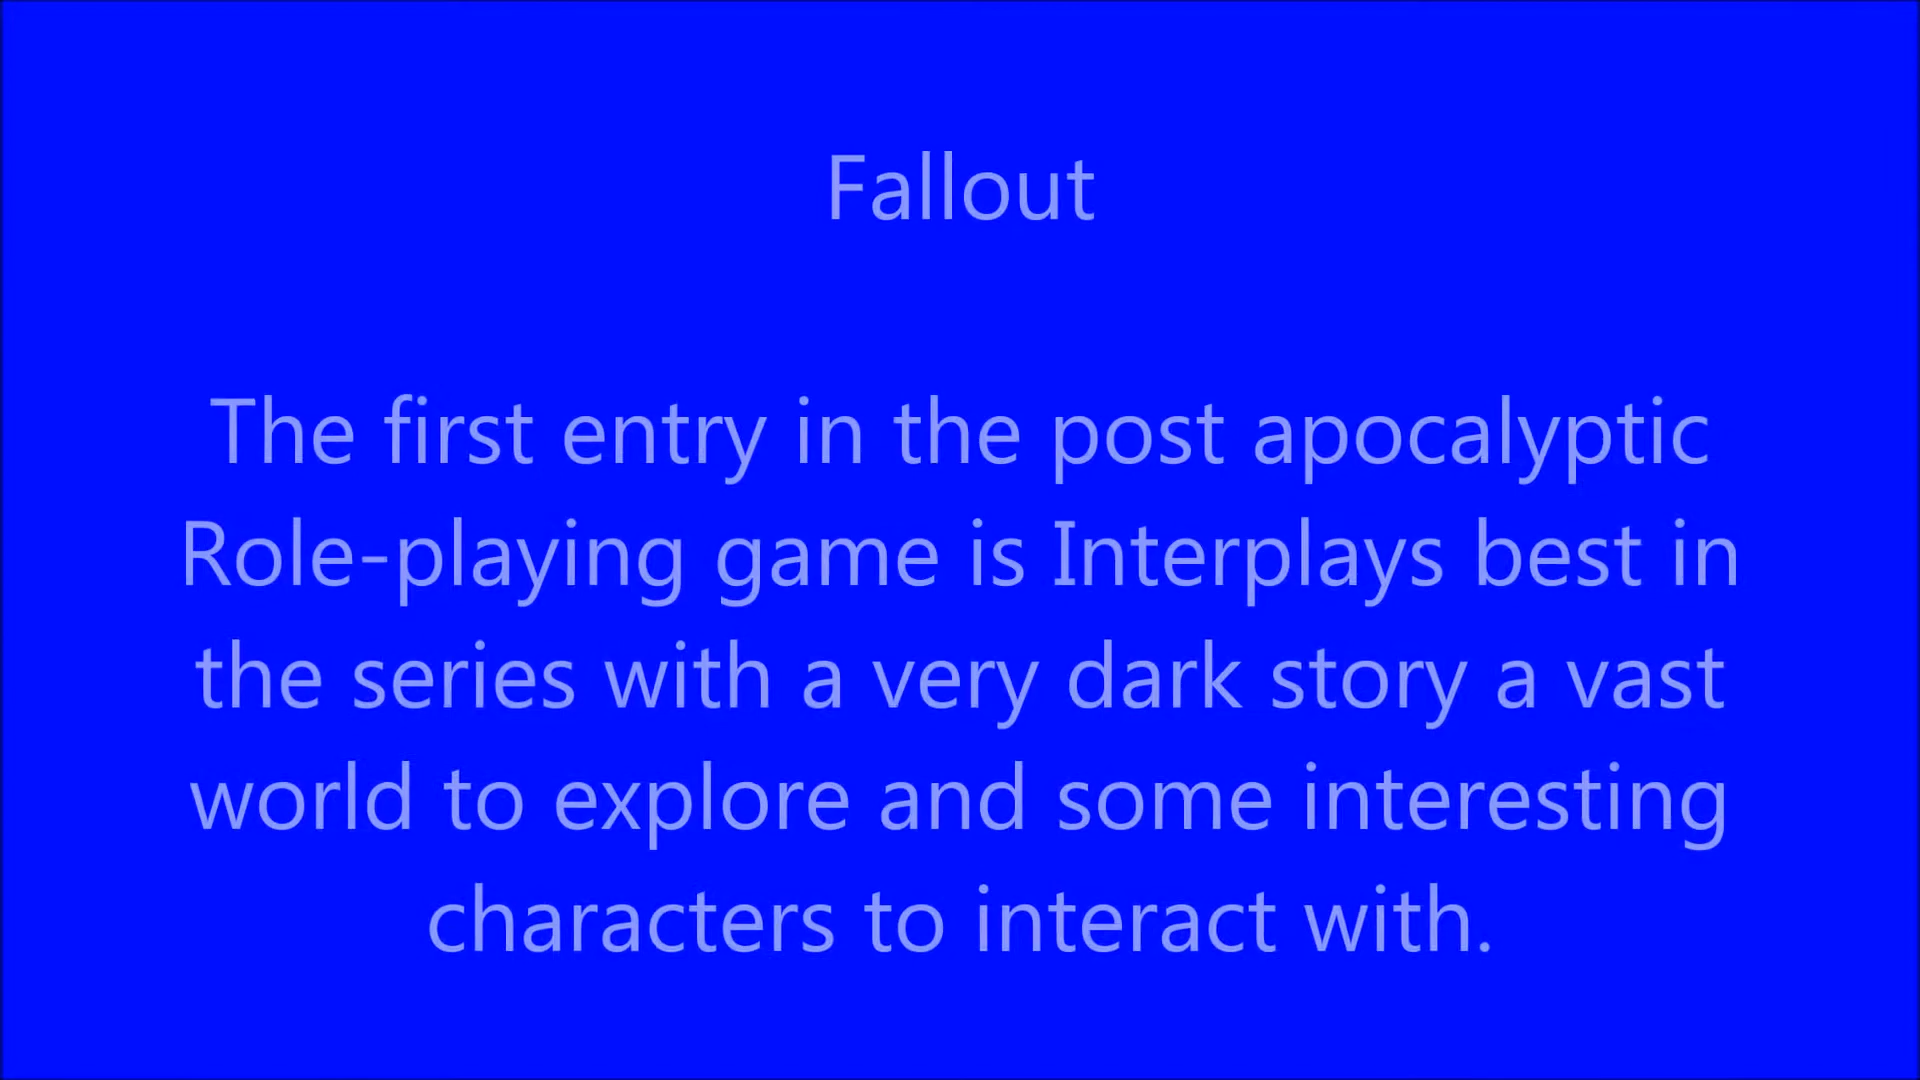 Fallout
The first entry in the post apocalyptic
Role-playing game is Interplays best in
the series with a very dark story a vast
world to explore and some interesting
characters to interact with.